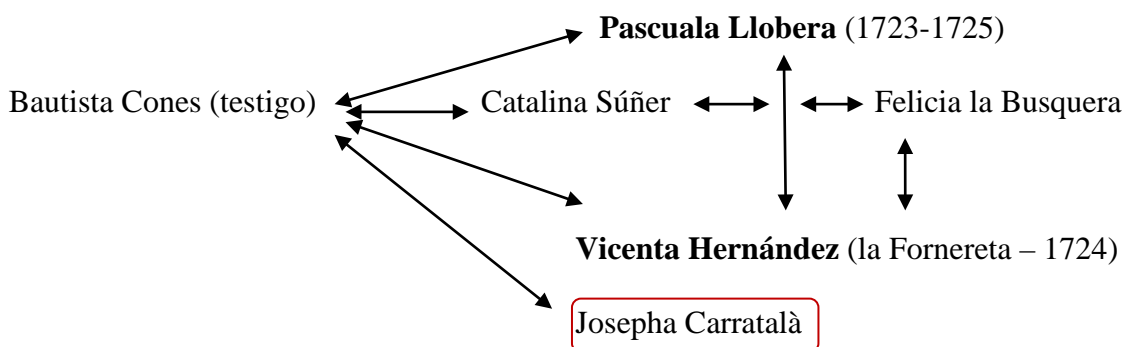 Pascuala Llobera (1723-1725)
Bautista Cones (testigo) Catalina Súñer Felicia la Busquera
Vicenta Hernández (la Fornereta – 1724)
Josepha Carratalà